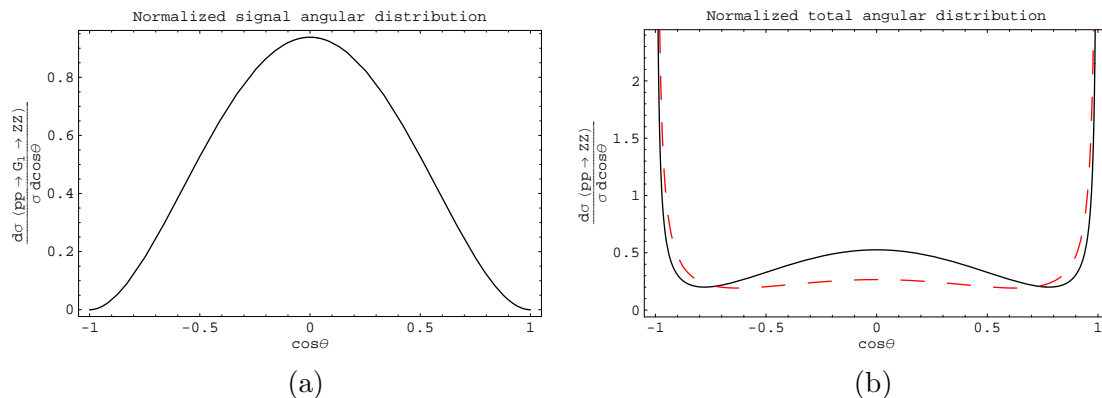 Normalized signal angular distribution
dσ (pp → G₁ → ZZ)
σ dcosθ
0.8
0.6
0.4
0.2
0
-1
-0.5
0
0.5
1
cosθ
(a)
Normalized total angular distribution
dσ (pp → ZZ)
σ dcosθ
2
1.5
1
0.5
0
-1
-0.5
0
0.5
1
cosθ
(b)